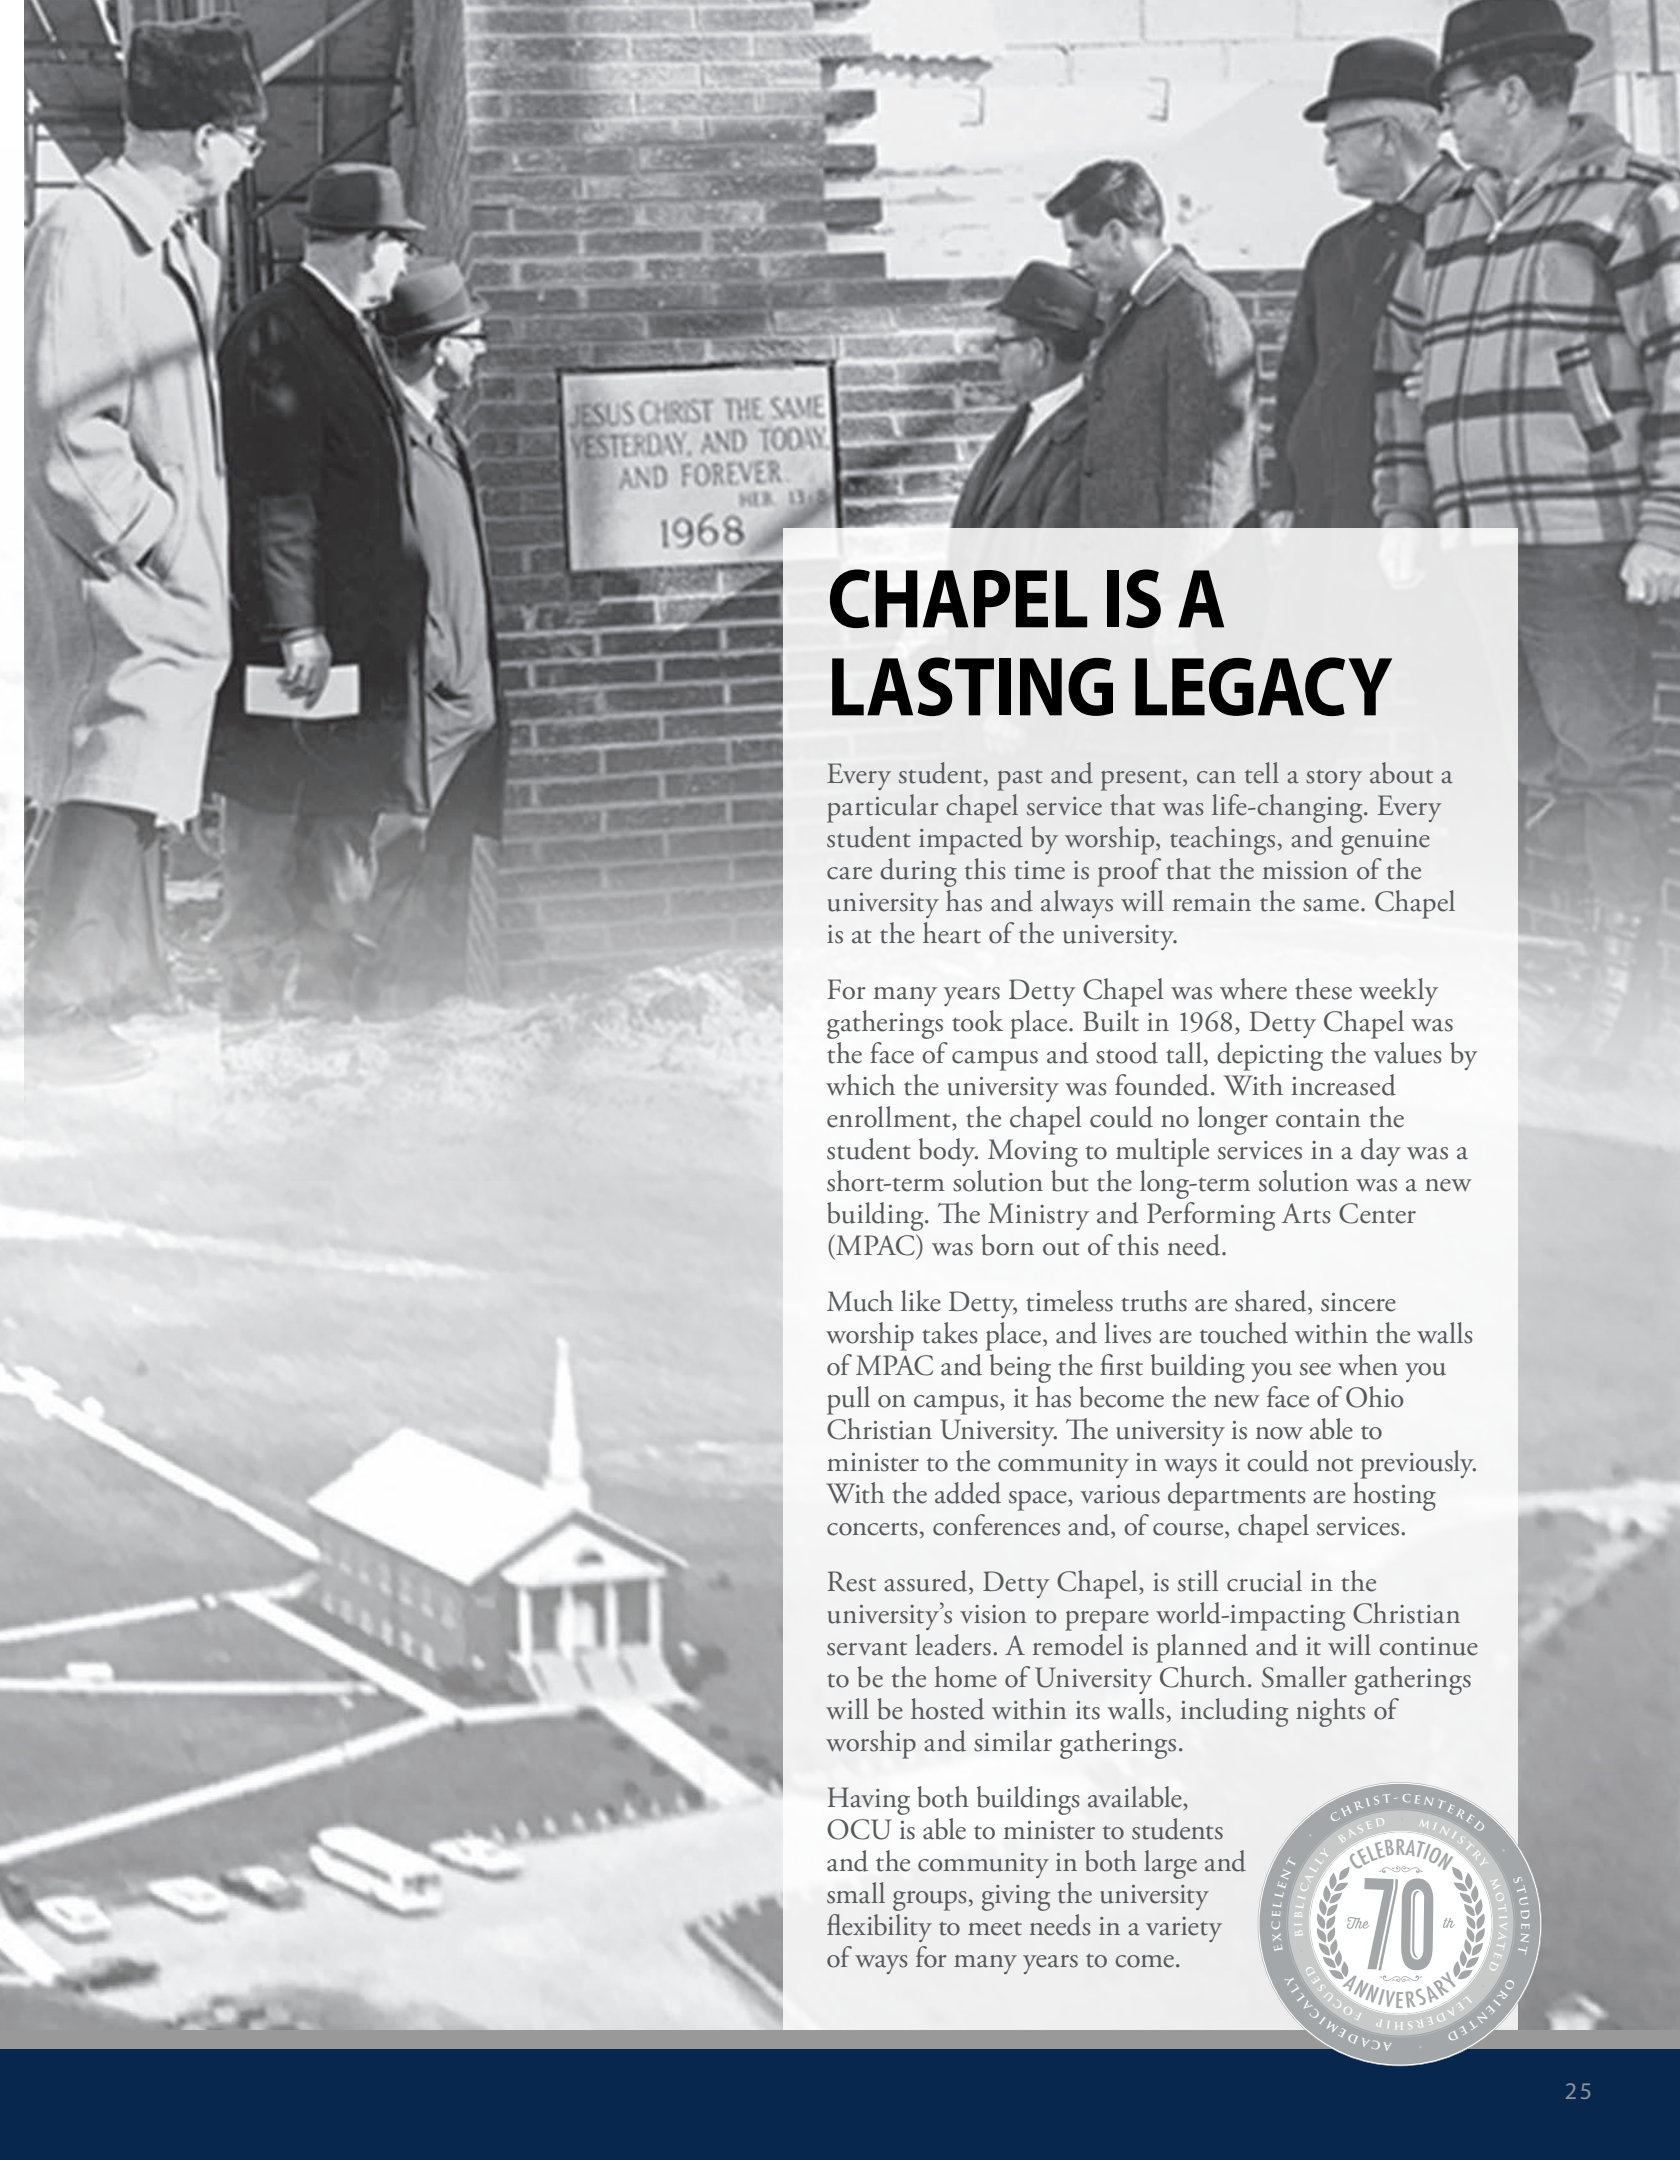 JESUS CHRIST THE SAME
YESTERDAY, AND TODAY,
AND FOREVER.
HEB. 13:8
1968
CHAPEL IS A
LASTING LEGACY
Every student, past and present, can tell a story about a
particular chapel service that was life-changing. Every
student impacted by worship, teachings, and genuine
care during this time is proof that the mission of the
university has and always will remain the same. Chapel
is at the heart of the university.
For many years Detty Chapel was where these weekly
gatherings took place. Built in 1968, Detty Chapel was
the face of campus and stood tall, depicting the values by
which the university was founded. With increased
enrollment, the chapel could no longer contain the
student body. Moving to multiple services in a day was a
short-term solution but the long-term solution was a new
building. The Ministry and Performing Arts Center
(MPAC) was born out of this need.
Much like Detty, timeless truths are shared, sincere
worship takes place, and lives are touched within the walls
of MPAC and being the first building you see when you
pull on campus, it has become the new face of Ohio
Christian University. The university is now able to
minister to the community in ways it could not previously.
With the added space, various departments are hosting
concerts, conferences and, of course, chapel services.
Rest assured, Detty Chapel, is still crucial in the
university’s vision to prepare world-impacting Christian
servant leaders. A remodel is planned and it will continue
to be the home of University Church. Smaller gatherings
will be hosted within its walls, including nights of
worship and similar gatherings.
Having both buildings available,
OCU is able to minister to students
and the community in both large and
small groups, giving the university
flexibility to meet needs in a variety
of ways for many years to come.
CHRIST-CENTERED · STUDENT ORIENTED · ACADEMICALLY EXCELLENT ·
BIBLICALLY BASED · MINISTRY MOTIVATED · LEADERSHIP FOCUSED ·
CELEBRATION
The 70 th
ANNIVERSARY
25